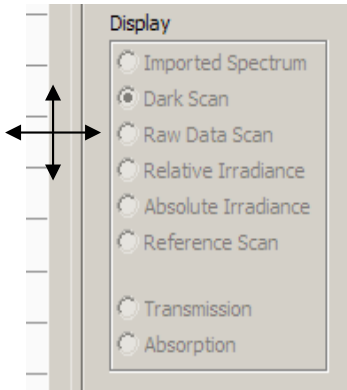 Display
Imported Spectrum
Dark Scan
Raw Data Scan
Relative Irradiance
Absolute Irradiance
Reference Scan
Transmission
Absorption